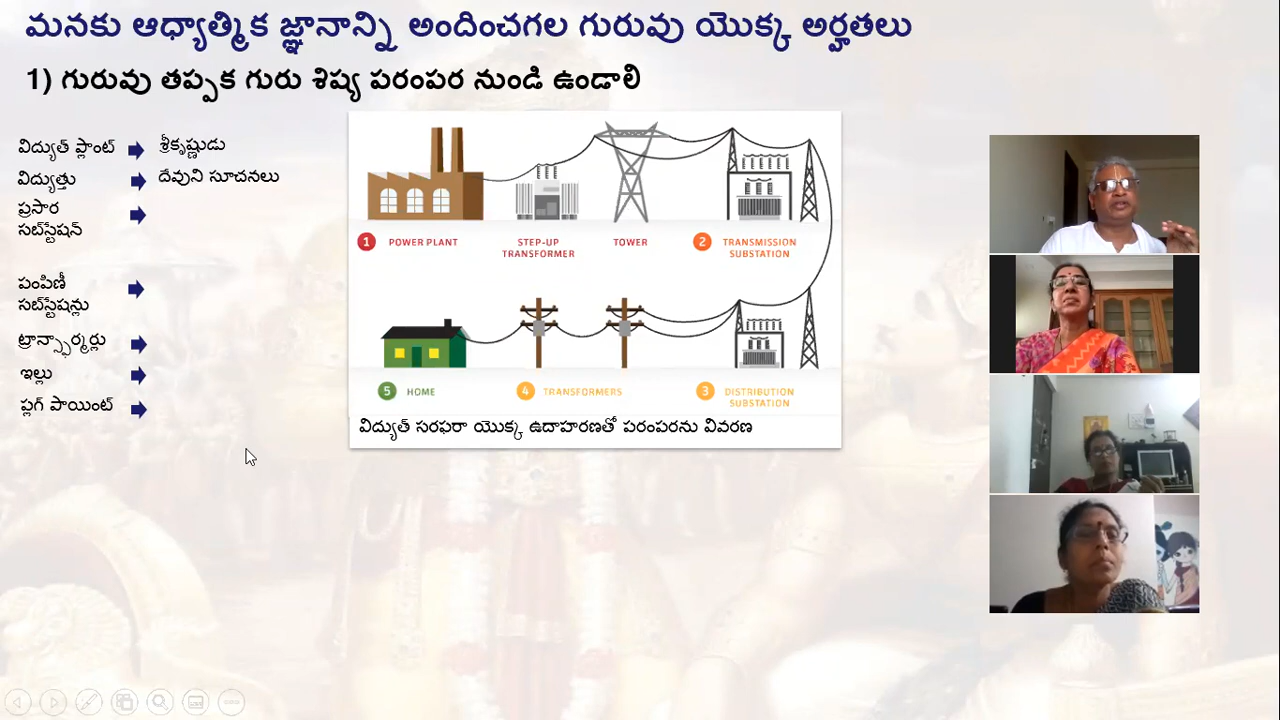 మనకు ఆధ్యాత్మిక జ్ఞానాన్ని అందించగల గురువు యొక్క అర్హతలు
1) గురువు తప్పక గురు శిష్య పరంపర నుండి ఉండాలి
విద్యుత్ ప్లాంట్ శ్రీకృష్ణుడు
విద్యుత్తు దేవుని సూచనలు
ప్రసార
సబ్‌స్టేషన్
పంపిణీ
సబ్‌స్టేషన్లు
ట్రాన్స్ఫార్మర్లు
ఇల్లు
ప్లగ్ పాయింట్
1 POWER PLANT
STEP-UP
TRANSFORMER
TOWER
2 TRANSMISSION
SUBSTATION
5 HOME
4 TRANSFORMERS
3 DISTRIBUTION
SUBSTATION
విద్యుత్ సరఫరా యొక్క ఉదాహరణతో పరంపరను వివరణ